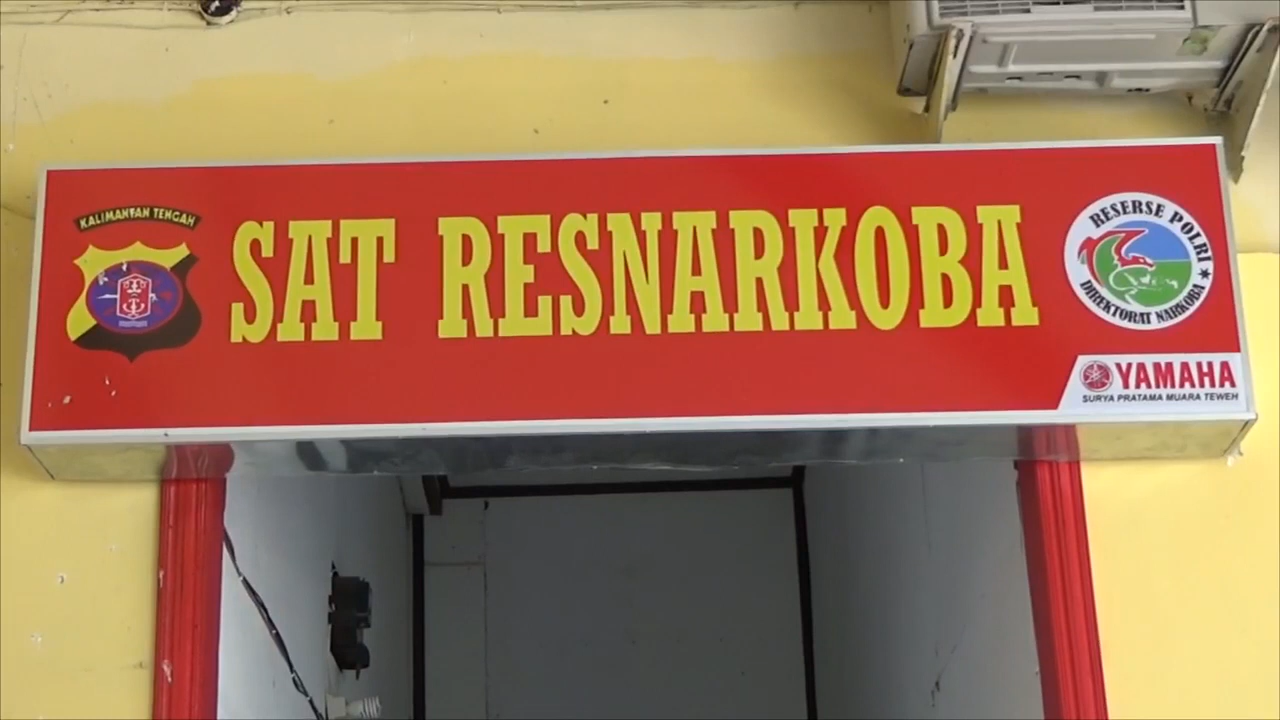 KALIMANTAN TENGAH
SAT RESNARKOBA
RESERSE POLRI
DIREKTORAT NARKOBA
YAMAHA
SURYA PRATAMA MUARA TEWEH